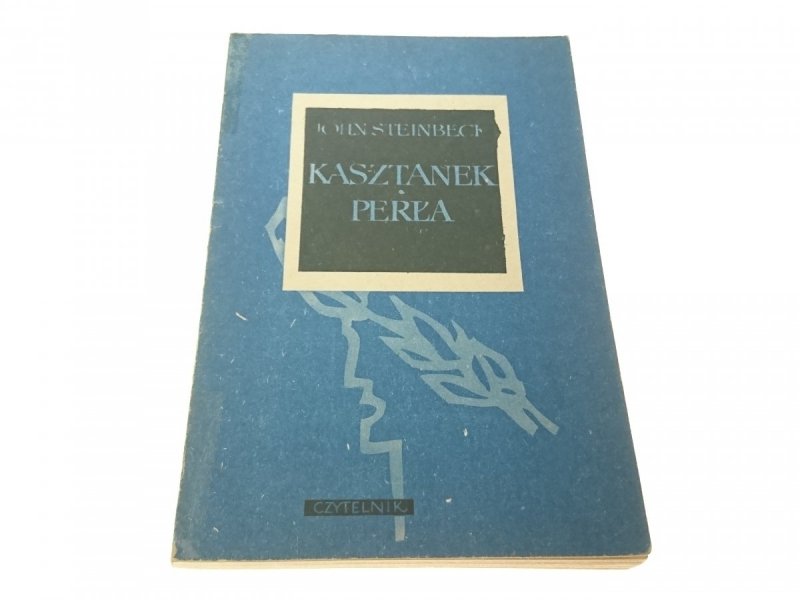 JOHN STEINBECK
KASZTANEK
•
PERŁA
CZYTELNIK